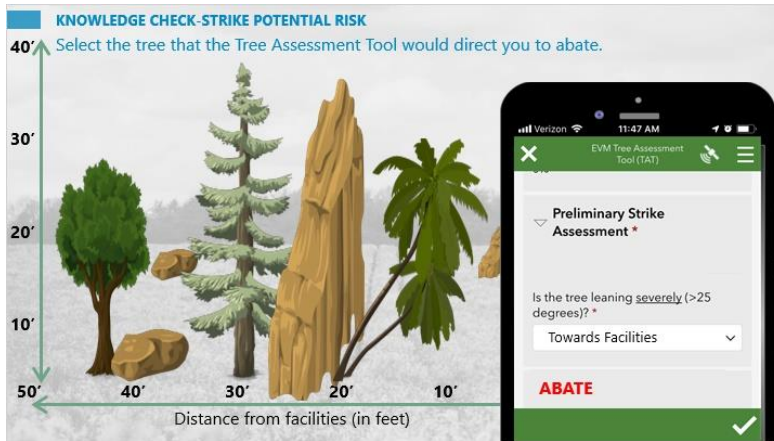 KNOWLEDGE CHECK-STRIKE POTENTIAL RISK
Select the tree that the Tree Assessment Tool would direct you to abate.
40’
30’
20’
10’
50’ 40’ 30’ 20’ 10’
Distance from facilities (in feet)
Verizon 11:47 AM
EVM Tree Assessment
Tool (TAT)
Preliminary Strike
Assessment *
Is the tree leaning severely (>25
degrees)? *
Towards Facilities
ABATE